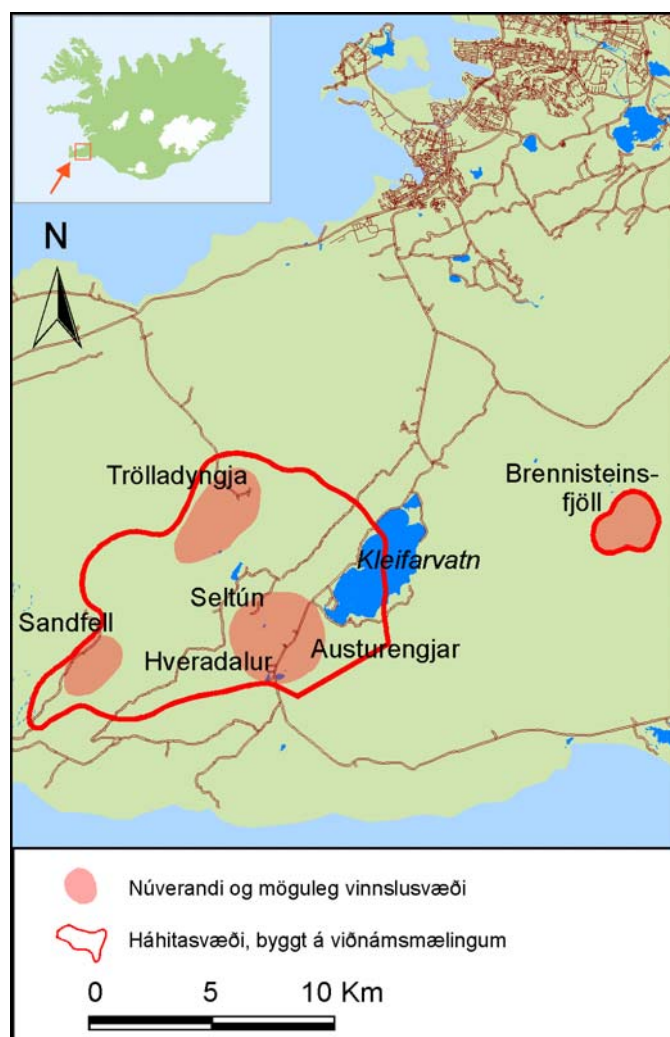 N
Trölladyngja
Brennisteins-
fjöll
Kleifarvatn
Seltún
Sandfell
Hveradalur
Austurengjar
Núverandi og möguleg vinnslusvæði
Háhitasvæði, byggt á viðnámsmælingum
0 5 10 Km